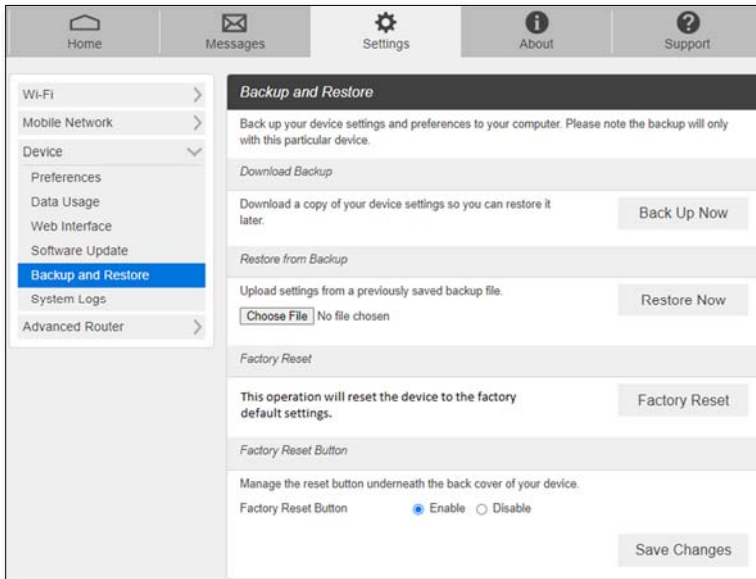 Home
Messages
Settings
About
Support
Wi-Fi
Mobile Network
Device
Preferences
Data Usage
Web Interface
Software Update
Backup and Restore
System Logs
Advanced Router
Backup and Restore
Back up your device settings and preferences to your computer. Please note the backup will only
with this particular device.
Download Backup
Download a copy of your device settings so you can restore it
later.
Back Up Now
Restore from Backup
Upload settings from a previously saved backup file.
Choose File No file chosen
Restore Now
Factory Reset
This operation will reset the device to the factory
default settings.
Factory Reset
Factory Reset Button
Manage the reset button underneath the back cover of your device.
Factory Reset Button Enable Disable
Save Changes